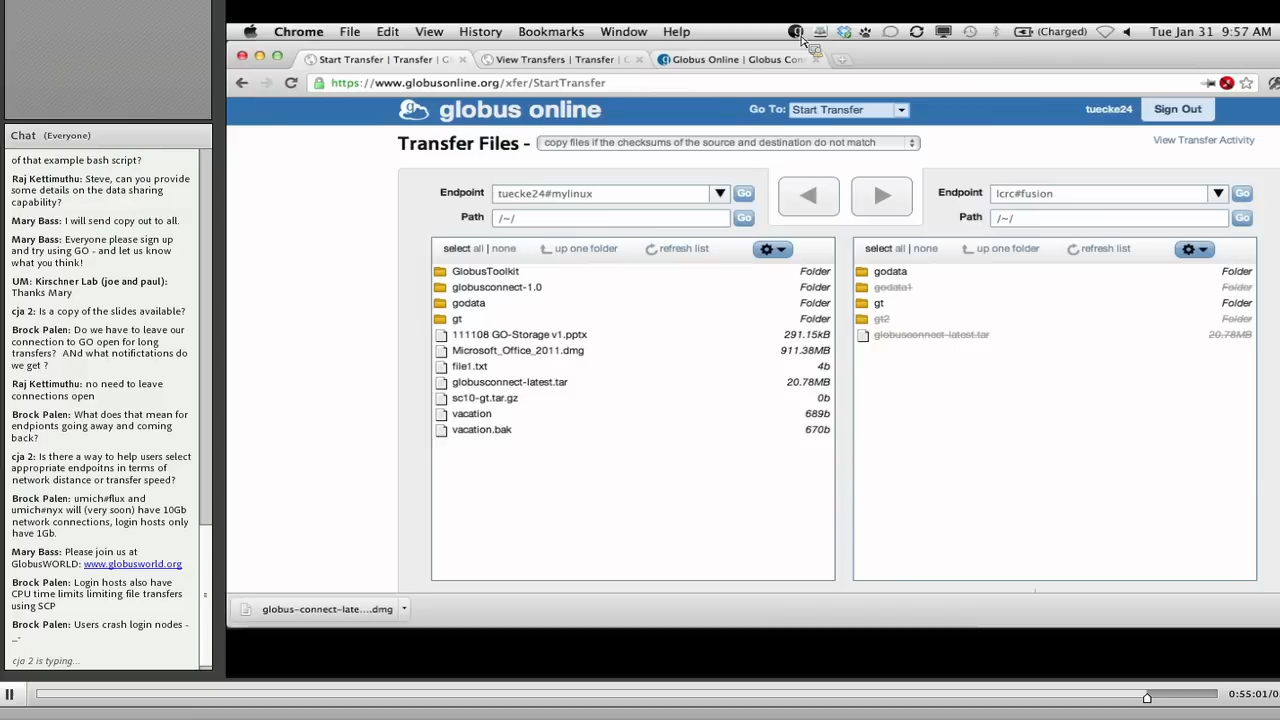 Chrome File Edit View History Bookmarks Window Help (Charged) Tue Jan 31 9:57 AM
Start Transfer | Transfer | G View Transfers | Transfer | Globus Online | Globus Con
https://www.globusonline.org/xfer/StartTransfer
globus online Go To: Start Transfer tuecke24 Sign Out
Transfer Files - copy files if the checksums of the source and destination do not match View Transfer Activity
Endpoint tuecke24#mylinux Go
Path /~/ Go
select all | none up one folder refresh list
GlobusToolkit Folder
globusconnect-1.0 Folder
godata Folder
gt Folder
111108 GO-Storage v1.pptx 291.15kB
Microsoft_Office_2011.dmg 911.38MB
file1.txt 4b
globusconnect-latest.tar 20.78MB
sc10-gt.tar.gz 0b
vacation 689b
vacation.bak 670b
Endpoint lcrc#fusion Go
Path /~/ Go
select all | none up one folder refresh list
godata Folder
godata1 Folder
gt Folder
gt2 Folder
globusconnect-latest.tar 20.78MB
globus-connect-late....dmg
Chat (Everyone)
of that example bash script?
Raj Kettimuthu: Steve, can you provide
some details on the data sharing
capability?
Mary Bass: I will send copy out to all.
Mary Bass: Everyone please sign up
and try using GO - and let us know
what you think!
UM: Kirschner Lab (joe and paul):
Thanks Mary
cja 2: Is a copy of the slides available?
Brock Palen: Do we have to leave our
connection to GO open for long
transfers? AnD what notifictations do
we get ?
Raj Kettimuthu: no need to leave
connections open
Brock Palen: What does that mean for
endpionts going away and coming
back?
cja 2: Is there a way to help users select
appropriate endpoitns in terms of
network distance or transfer speed?
Brock Palen: umich#flux and
umich#nyx will (very soon) have 10Gb
network connections, login hosts only
have 1Gb.
Mary Bass: Please join us at
GlobusWORLD: www.globusworld.org
Brock Palen: Login hosts also have
CPU time limits limiting file transfers
using SCP
Brock Palen: Users crash login nodes -
_-
cja 2 is typing...
0:55:01/0